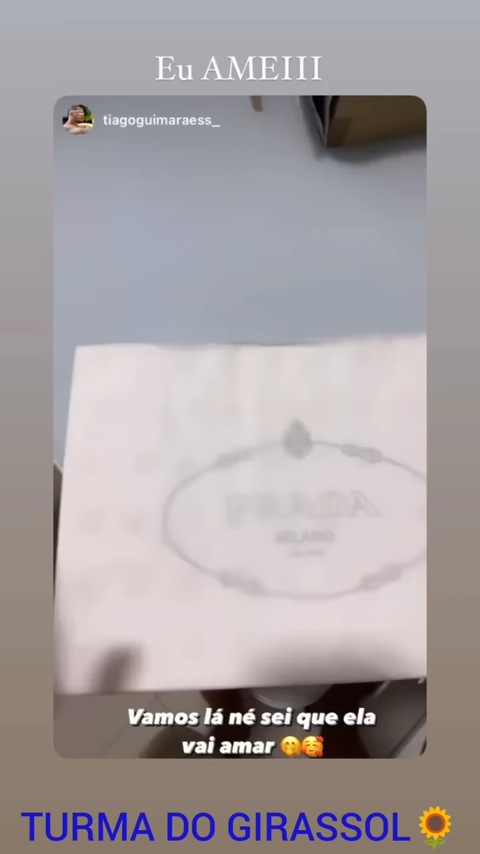 Eu AMEIII
tiagoguimaraess_
PRADA
MILANO
Vamos lá né sei que ela
vai amar 🤭🥰
TURMA DO GIRASSOL🌻